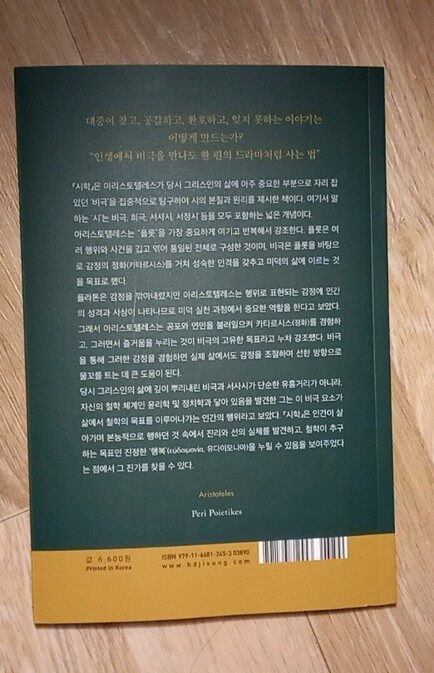 대중이 찾고, 공감하고, 환호하고, 잊지 못하는 이야기는
어떻게 만드는가?
“인생에서 비극을 만나도 한 편의 드라마처럼 사는 법”
『시학』은 아리스토텔레스가 당시 그리스인의 삶에 아주 중요한 부분으로 자리 잡
았던 '비극'을 집중적으로 탐구하여 시의 본질과 원리를 제시한 책이다. 여기서 말
하는 '시'는 비극, 희극, 서사시, 서정시 등을 모두 포함하는 넓은 개념이다.
아리스토텔레스는 '플롯'을 가장 중요하게 여기고 반복해서 강조한다. 플롯은 여
러 행위와 사건을 깊고 엮어 통일된 전체로 구성한 것이며, 비극은 플롯을 바탕으
로 감정의 정화(카타르시스)를 거쳐 성숙한 인격을 갖추고 미덕의 삶에 이르는 것
을 목표로 했다.
플라톤은 감정을 깎아내렸지만 아리스토텔레스는 행위로 표현되는 감정에 인간
의 성격과 사상이 나타나므로 미덕 실천 과정에서 중요한 역할을 한다고 보았다.
그래서 아리스토텔레스는 공포와 연민을 불러일으켜 카타르시스(정화)를 경험하
고, 그러면서 즐거움을 누리는 것이 비극의 고유한 목적이라고 누차 강조했다. 비극
을 통해 그러한 감정을 경험하면 실제 삶에서도 감정을 조절하여 선한 방향으로
물꼬를 트는 데 큰 도움이 된다.
당시 그리스인의 삶에 깊이 뿌리내린 비극과 서사시가 단순한 유흥거리가 아니라,
자신의 철학 체계인 윤리학 및 정치학과 닿아 있음을 발견한 그는 이 비극 요소가
삶에서 철학의 목표를 이루어나가는 인간의 행위라고 보았다. 『시학』은 인간이 살
아가며 본능적으로 행하던 것 속에서 진리와 선의 실체를 발견하고, 철학이 추구
하는 목표인 진정한 '행복'(εὐδαιμονία, 유다이모니아)를 누릴 수 있음을 보여주었다
는 점에서 그 진가를 찾을 수 있다.
Aristoteles
Peri Poietikes
값 6,600원
Printed in Korea
ISBN 979-11-6681-245-3 03890
www.hdjisung.com